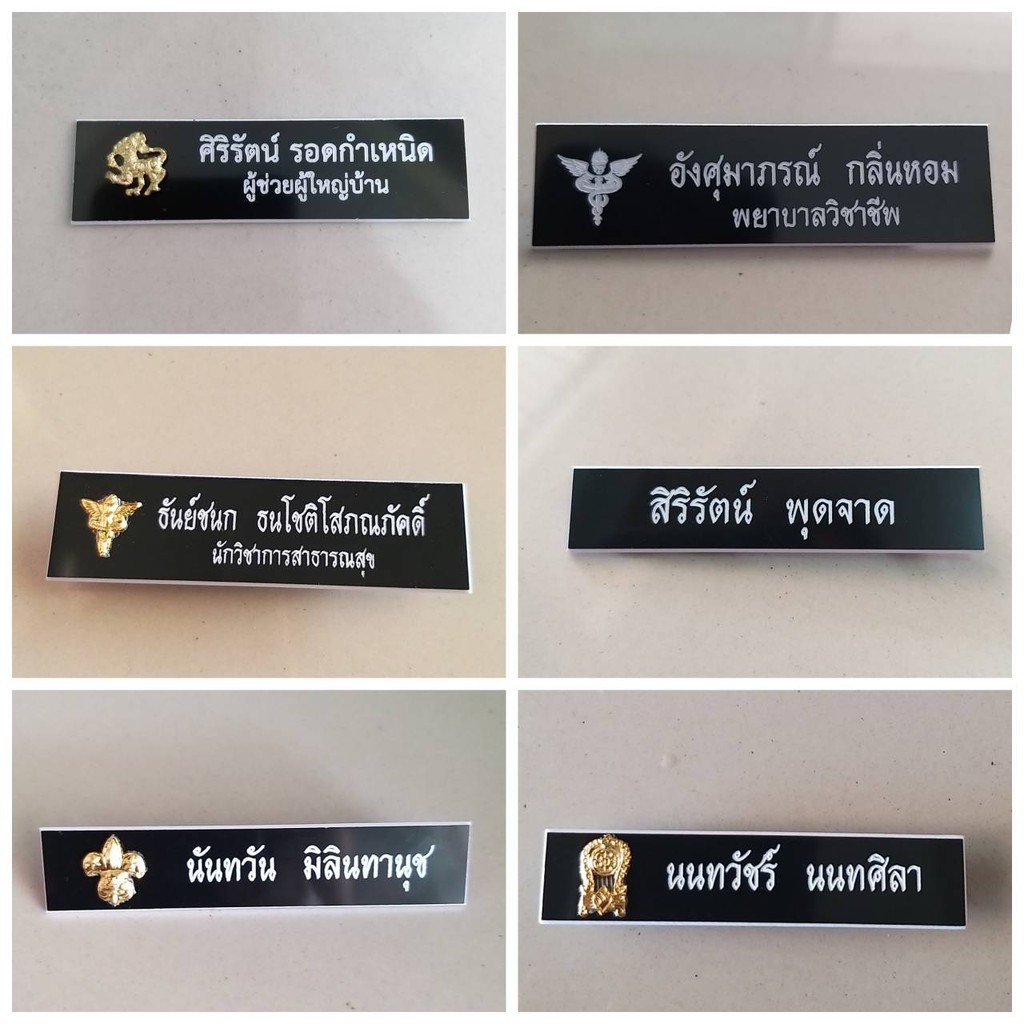 ศิริรัตน์ รอดกำเหนิด
ผู้ช่วยผู้ใหญ่บ้าน
อังศุมาภรณ์ กลิ่นหอม
พยาบาลวิชาชีพ
ธันย์ชนก ธนโชติโสภณภัคดิ์
นักวิชาการสาธารณสุข
สิริรัตน์ พุดจาด
นันทวัน มิลินทานุช
นนทวัชร์ นนทศิลา